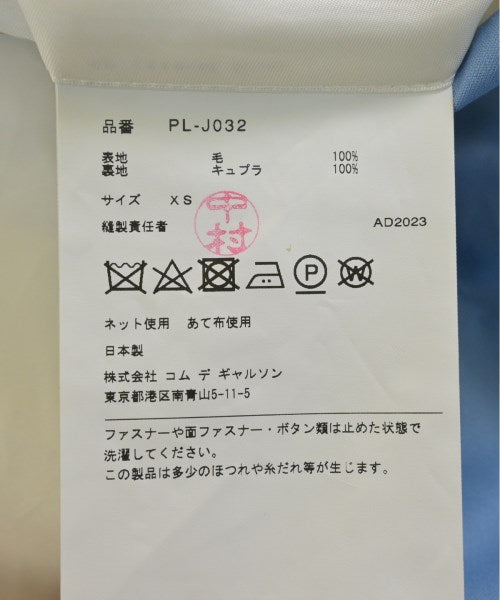 品番 PL-J032
表地 毛 100%
裏地 キュプラ 100%
サイズ XS
中村
縫製責任者 AD2023
P W
ネット使用 あて布使用
日本製
株式会社 コム デ ギャルソン
東京都港区南青山5-11-5
ファスナーや面ファスナー・ボタン類は止めた状態で
洗濯してください。
この製品は多少のほつれや糸だれ等が生じます。